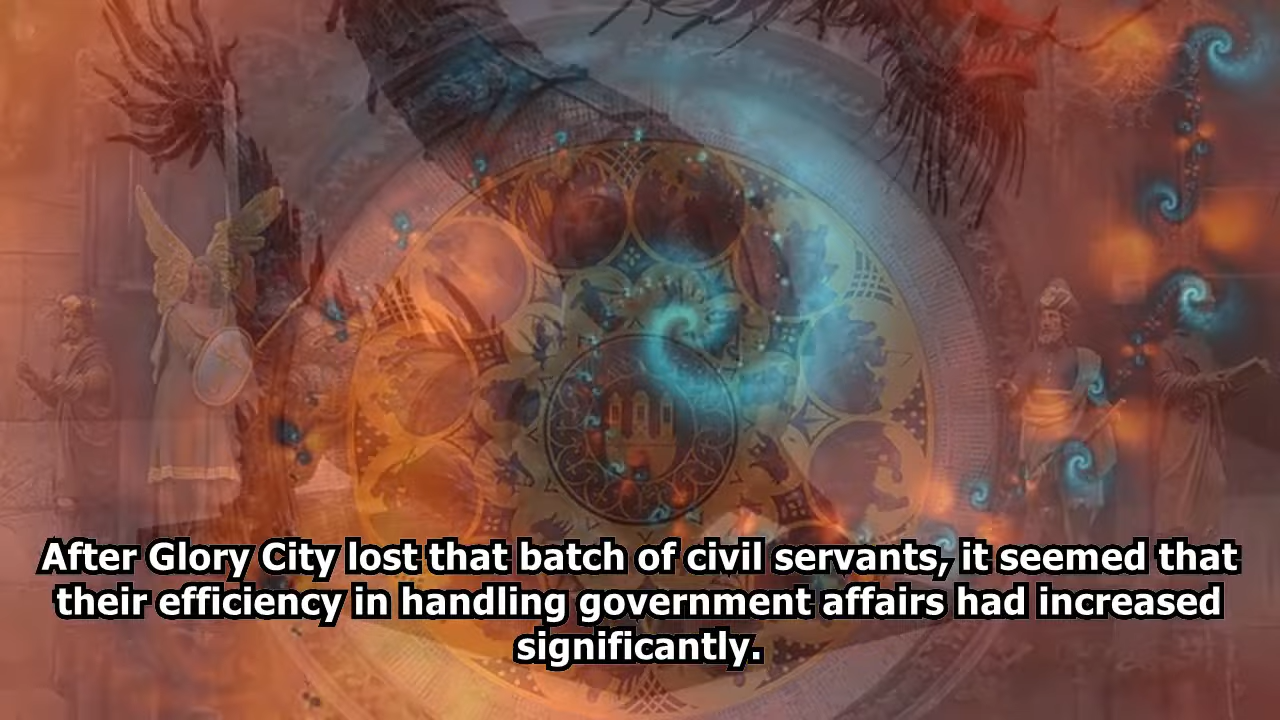 After Glory City lost that batch of civil servants, it seemed that
their efficiency in handling government affairs had increased
significantly.